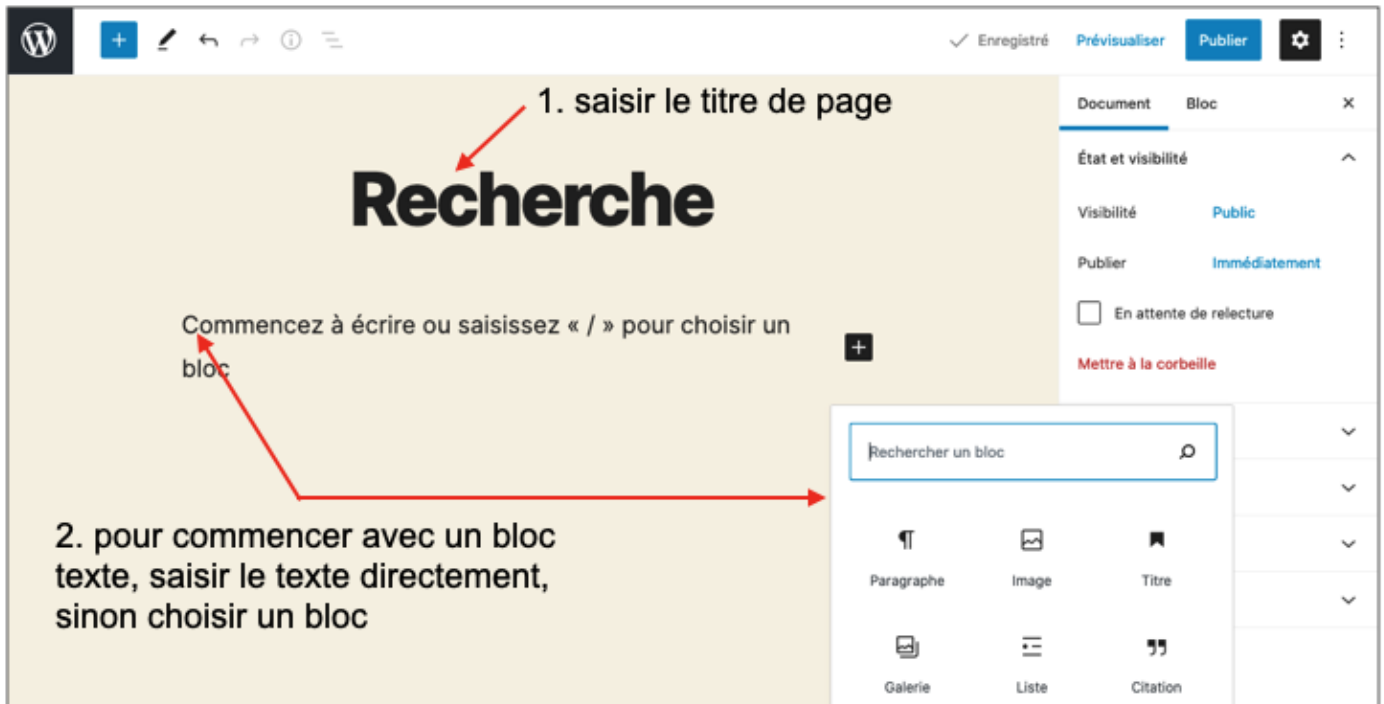 Enregistré Prévisualiser Publier
1. saisir le titre de page
Document Bloc
État et visibilité
Recherche
Visibilité Public
Publier Immédiatement
En attente de relecture
Mettre à la corbeille
Commencez à écrire ou saisissez « / » pour choisir un
bloc
Rechercher un bloc
2. pour commencer avec un bloc
texte, saisir le texte directement,
sinon choisir un bloc
Paragraphe Image Titre
Galerie Liste Citation